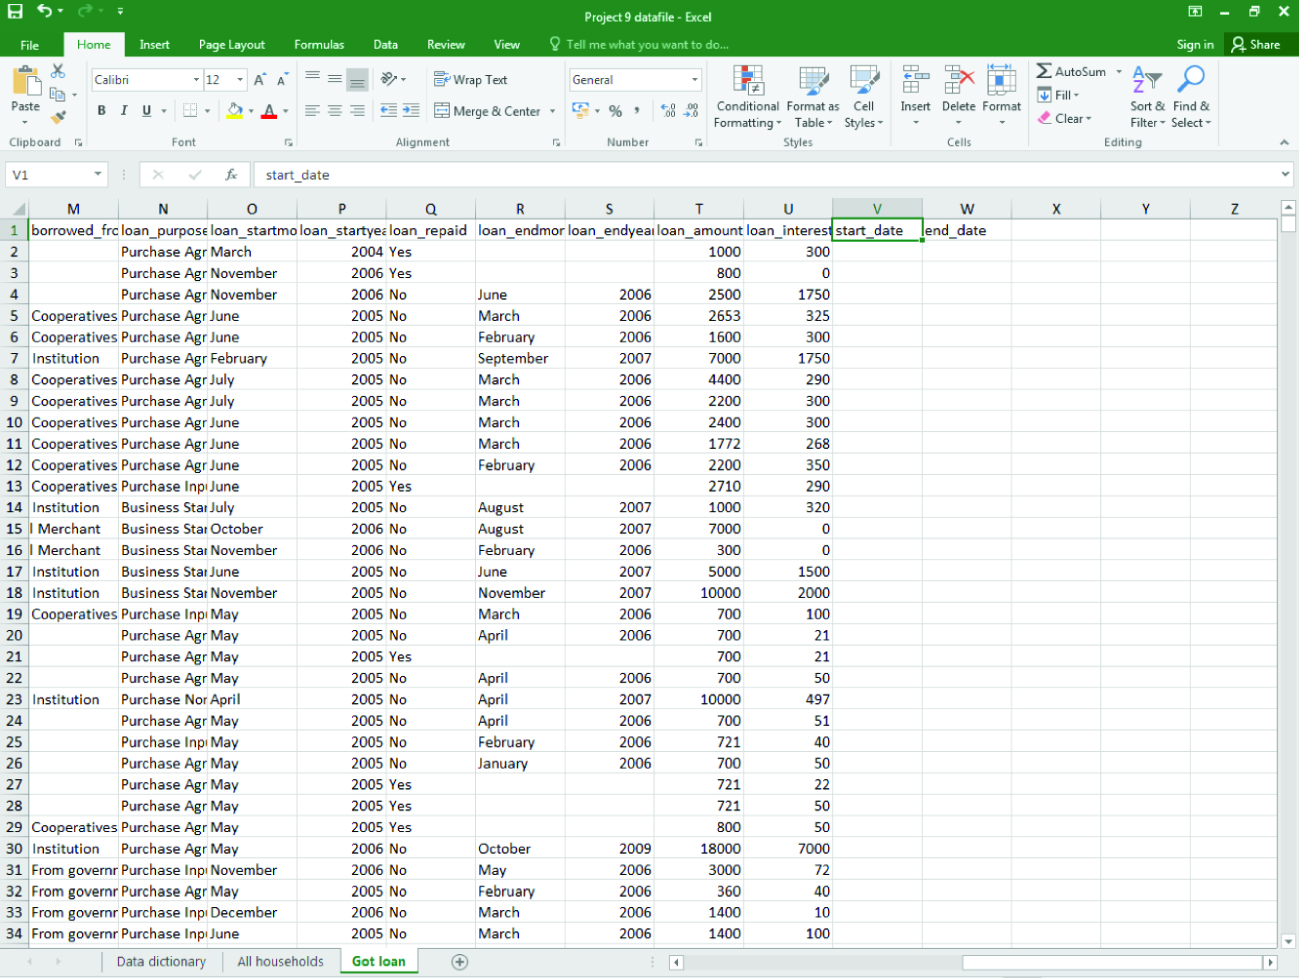 Project 9 datafile - Excel
File Home Insert Page Layout Formulas Data Review View Tell me what you want to do... Sign in Share
Paste
Clipboard
Calibri 12
B I U A
Font
Wrap Text
Merge & Center
Alignment
General
% ,
Number
Conditional Formatting Format as Table Cell Styles
Styles
Insert Delete Format
Cells
AutoSum
Fill
Clear
Sort & Filter Find & Select
Editing
V1 fx start_date
M N O P Q R S T U V W X Y Z
1 borrowed_frc loan_purpose loan_startmo loan_startyea loan_repaid loan_endmor loan_endyear loan_amount loan_interest start_date end_date
2 Purchase Agr March 2004 Yes 1000 300
3 Purchase Agr November 2006 Yes 800 0
4 Purchase Agr November 2006 No June 2006 2500 1750
5 Cooperatives Purchase Agr June 2005 No March 2006 2653 325
6 Cooperatives Purchase Agr June 2005 No February 2006 1600 300
7 Institution Purchase Agr February 2005 No September 2007 7000 1750
8 Cooperatives Purchase Agr July 2005 No March 2006 4400 290
9 Cooperatives Purchase Agr July 2005 No March 2006 2200 300
10 Cooperatives Purchase Agr June 2005 No March 2006 2400 300
11 Cooperatives Purchase Agr June 2005 No March 2006 1772 268
12 Cooperatives Purchase Agr June 2005 No February 2006 2200 350
13 Cooperatives Purchase Inp June 2005 Yes 2710 290
14 Institution Business Star July 2005 No August 2007 1000 320
15 l Merchant Business Star October 2006 No August 2007 7000 0
16 l Merchant Business Star November 2006 No February 2006 300 0
17 Institution Business Star June 2005 No June 2007 5000 1500
18 Institution Business Star November 2005 No November 2007 10000 2000
19 Cooperatives Purchase Inp May 2005 No March 2006 700 100
20 Purchase Agr May 2005 No April 2006 700 21
21 Purchase Agr May 2005 Yes 700 21
22 Purchase Agr May 2005 No April 2006 700 50
23 Institution Purchase Nor April 2005 No April 2007 10000 497
24 Purchase Agr May 2005 No April 2006 700 51
25 Purchase Inp May 2005 No February 2006 721 40
26 Purchase Agr May 2005 No January 2006 700 50
27 Purchase Agr May 2005 Yes 721 22
28 Purchase Agr May 2005 Yes 721 50
29 Cooperatives Purchase Agr May 2005 Yes 800 50
30 Institution Purchase Agr May 2006 No October 2009 18000 7000
31 From governr Purchase Inp November 2006 No May 2006 3000 72
32 From governr Purchase Agr May 2005 No February 2006 360 40
33 From governr Purchase Inp December 2006 No March 2006 1400 10
34 From governr Purchase Inp June 2005 No March 2006 1400 100
Data dictionary All households Got loan